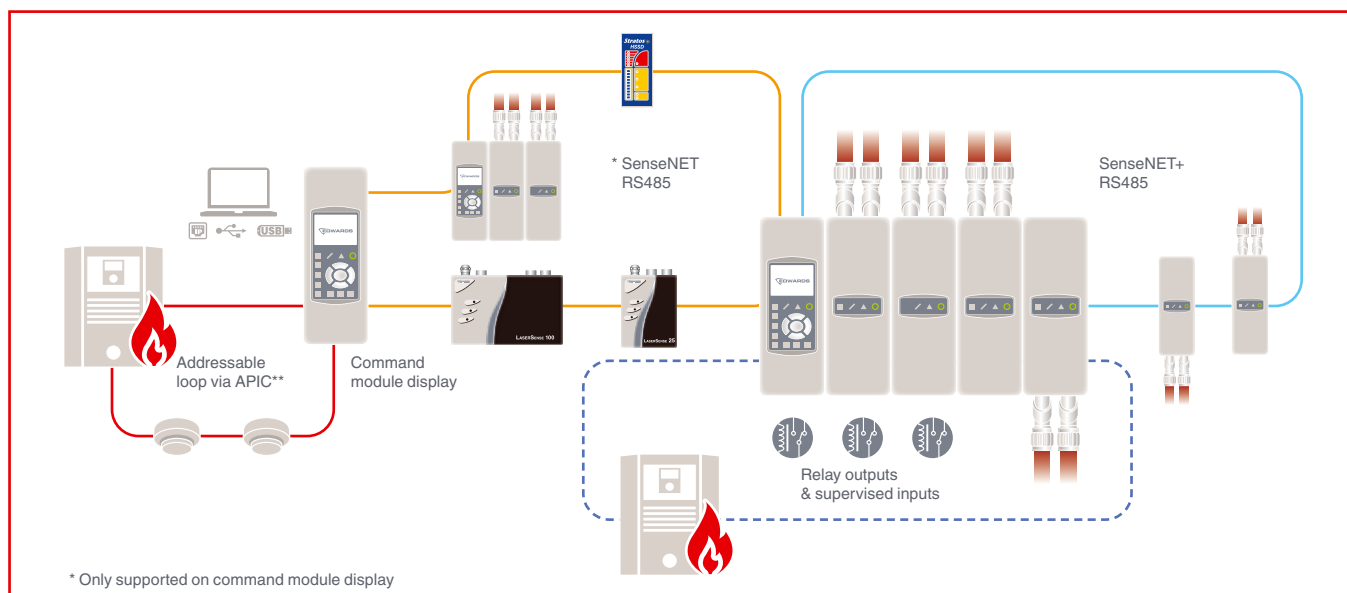 Stratos
HSSD
* SenseNET
RS485
SenseNET+
RS485
USB
EDWARDS
EDWARDS
EDWARDS
LASERSENSE 100
LASERSENSE 25
Addressable
loop via APIC**
Command
module display
Relay outputs
& supervised inputs
* Only supported on command module display